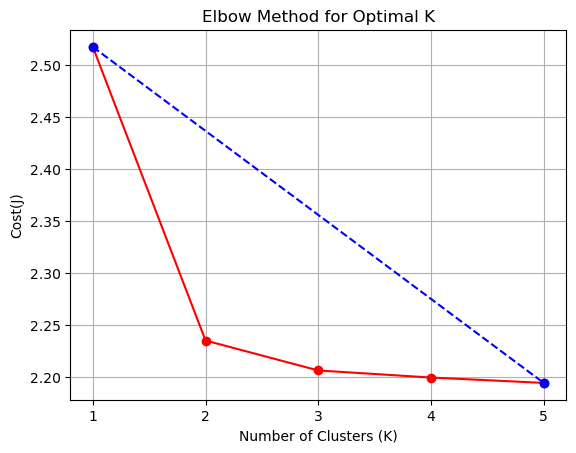 Elbow Method for Optimal K
Cost(J)
2.50
2.45
2.40
2.35
2.30
2.25
2.20
1 2 3 4 5
Number of Clusters (K)